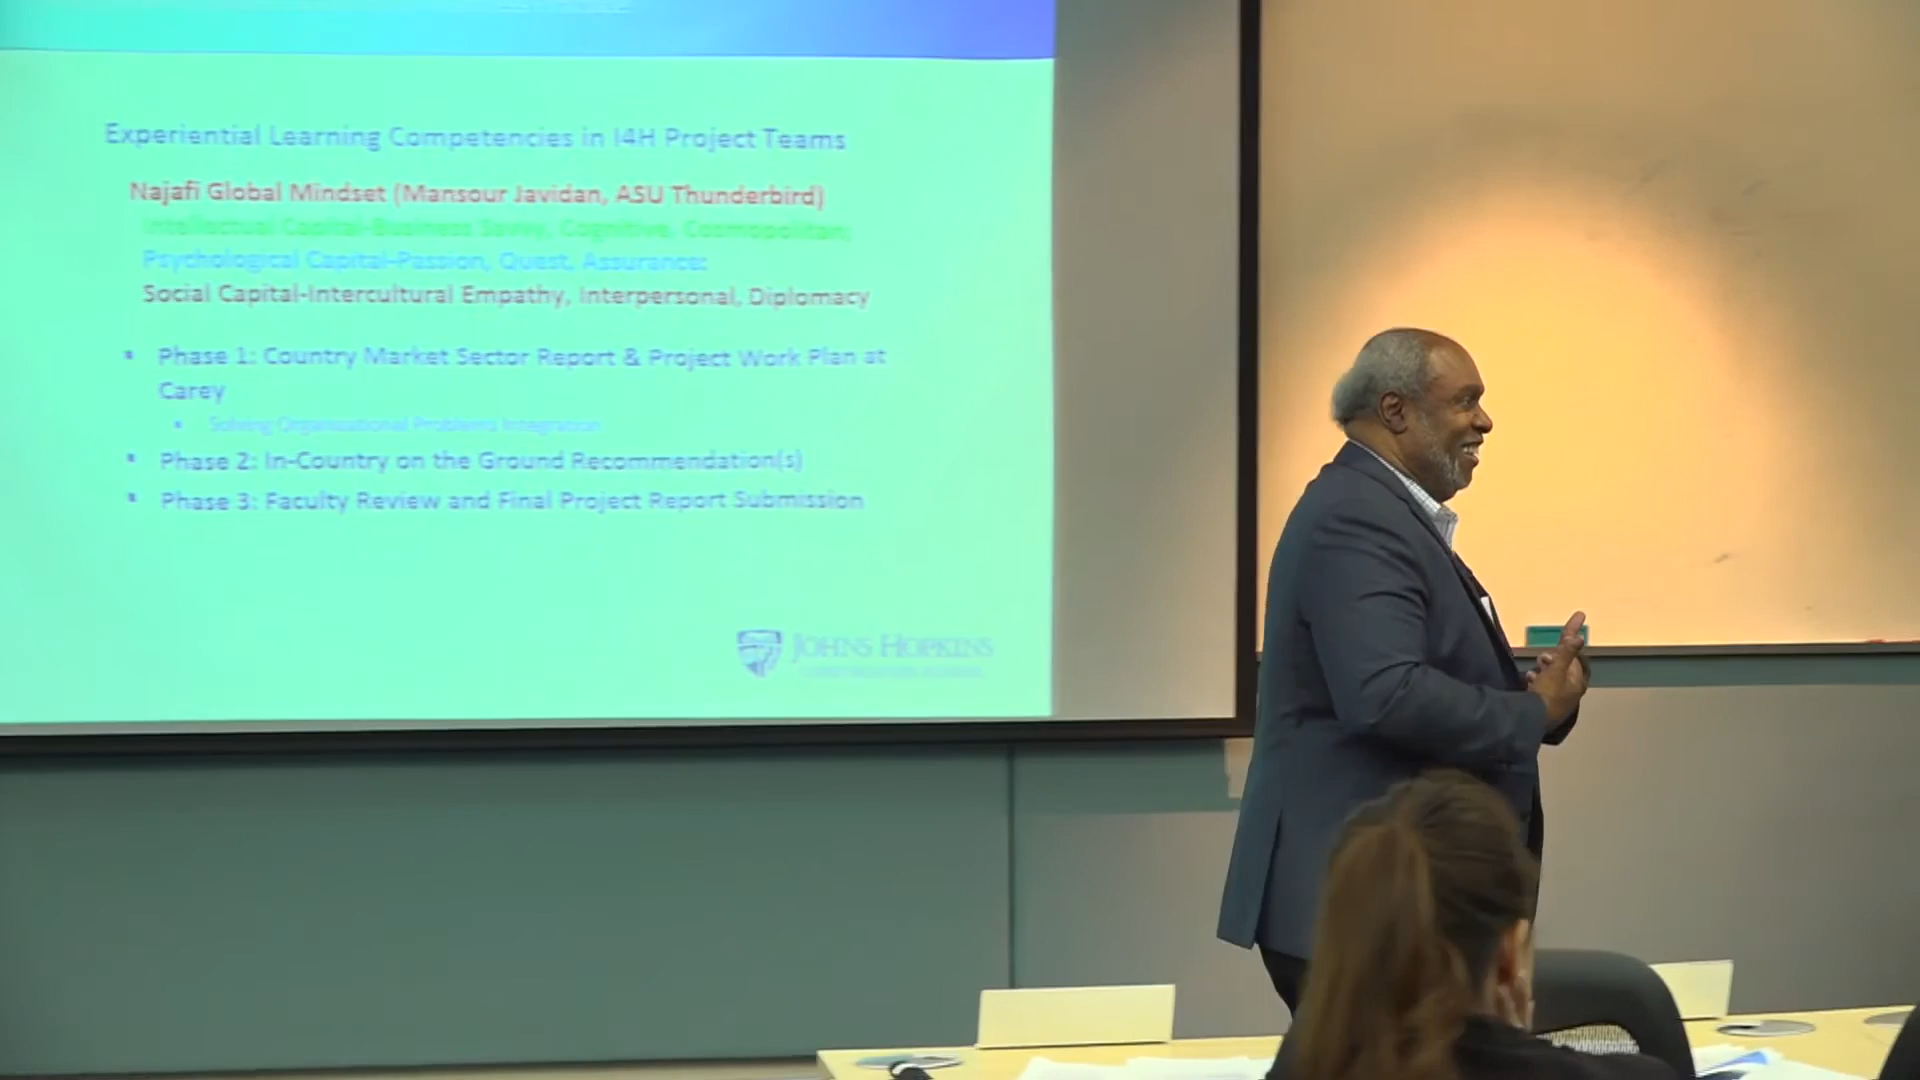 Experiential Learning Competencies in I4H Project Teams
Najafi Global Mindset (Mansour Javidan, ASU Thunderbird)
Intellectual Capital-Business Savvy, Cognitive, Cosmopolitan;
Psychological Capital-Passion, Quest, Assurance;
Social Capital-Intercultural Empathy, Interpersonal, Diplomacy
Phase 1: Country Market Sector Report & Project Work Plan at
Carey
Solving Organizational Problems Integration
Phase 2: In-Country on the Ground Recommendation(s)
Phase 3: Faculty Review and Final Project Report Submission
JOHNS HOPKINS